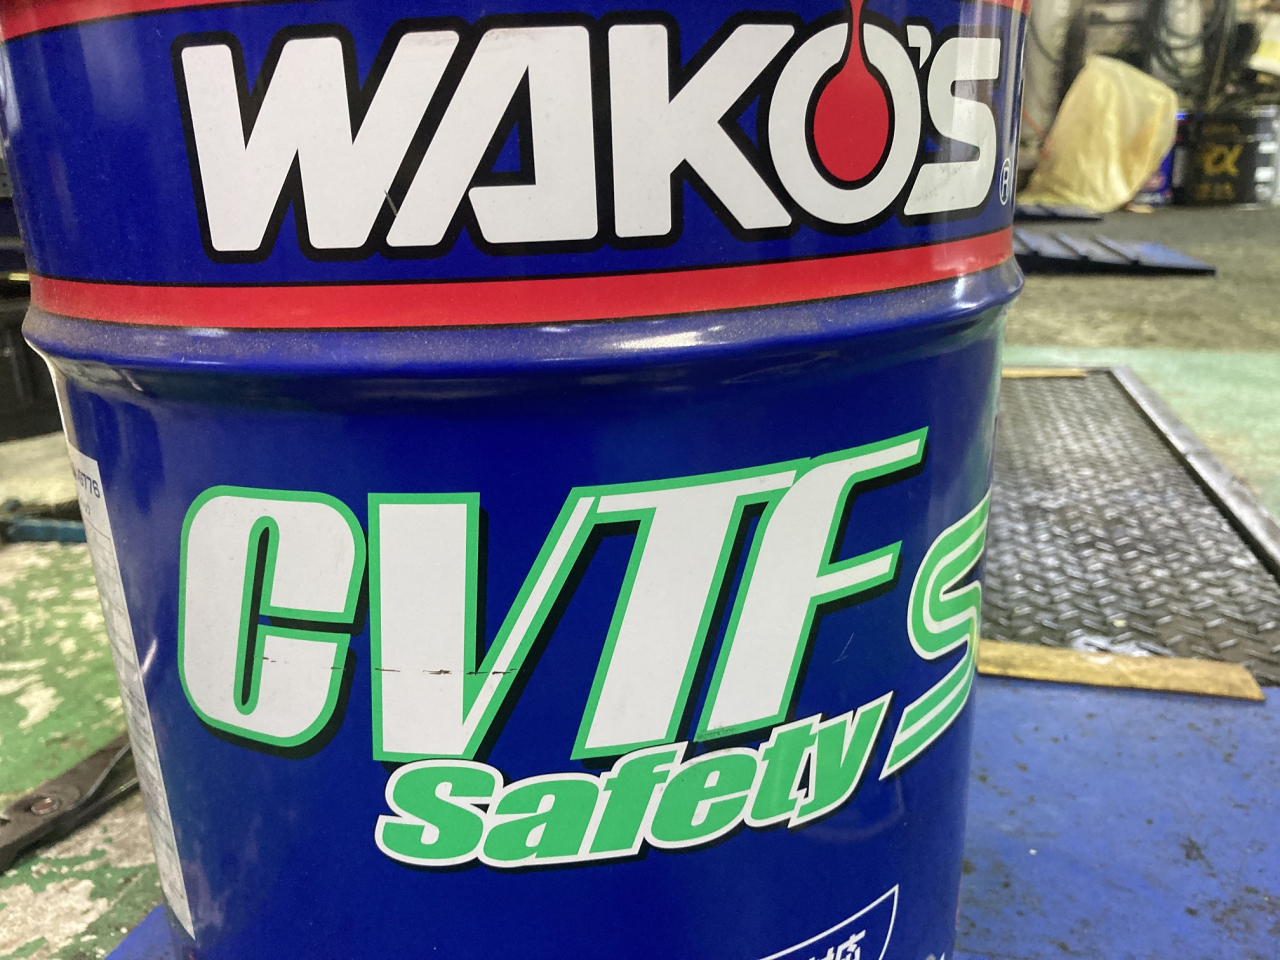 WAKO'S®
CVTF S
Safety
α